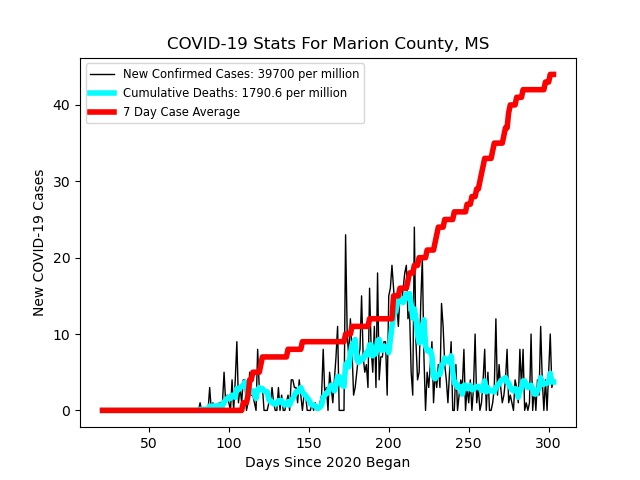 COVID-19 Stats For Marion County, MS
New Confirmed Cases: 39700 per million
Cumulative Deaths: 1790.6 per million
7 Day Case Average
New COVID-19 Cases
40
30
20
10
0
50 100 150 200 250 300
Days Since 2020 Began